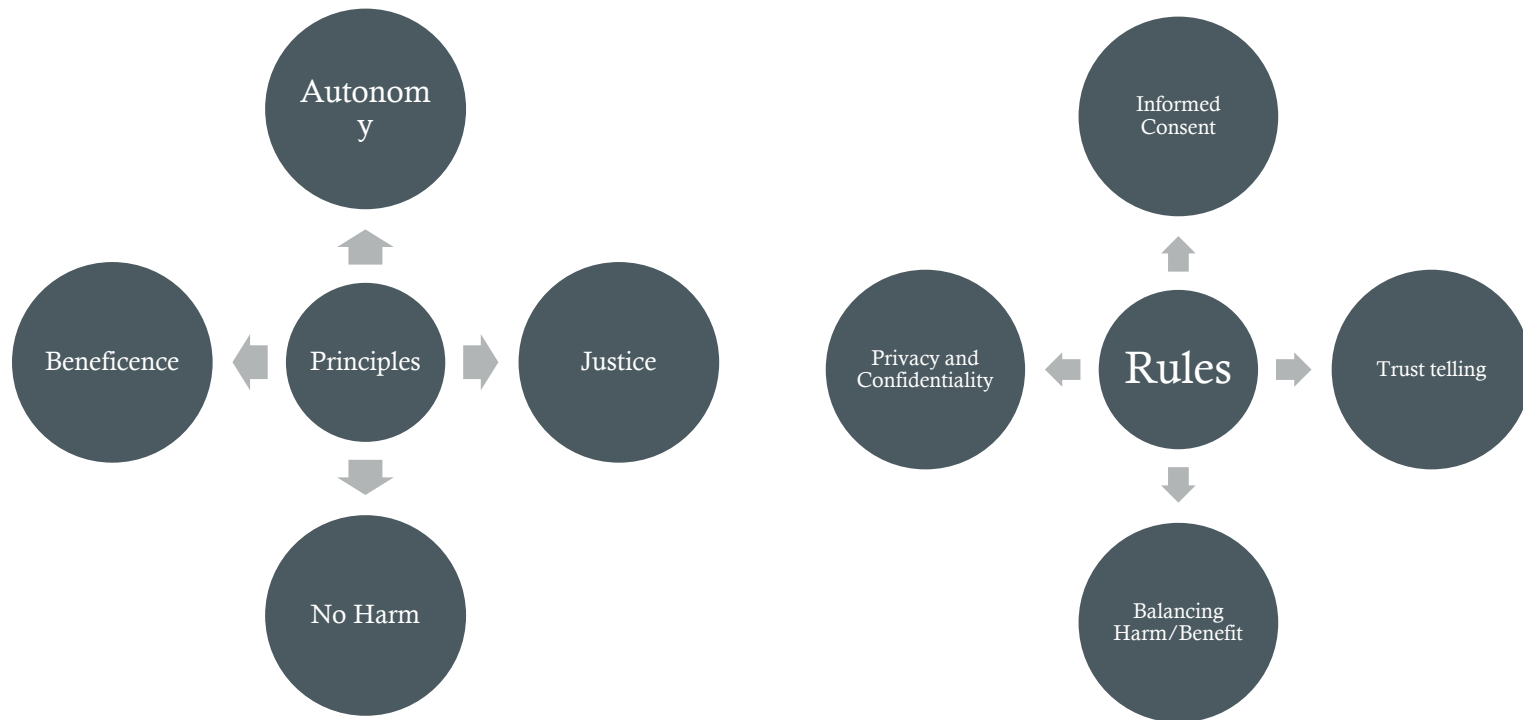 Autonom
y
Beneficence
Principles
Justice
No Harm
Informed
Consent
Privacy and
Confidentiality
Rules
Trust telling
Balancing
Harm/Benefit